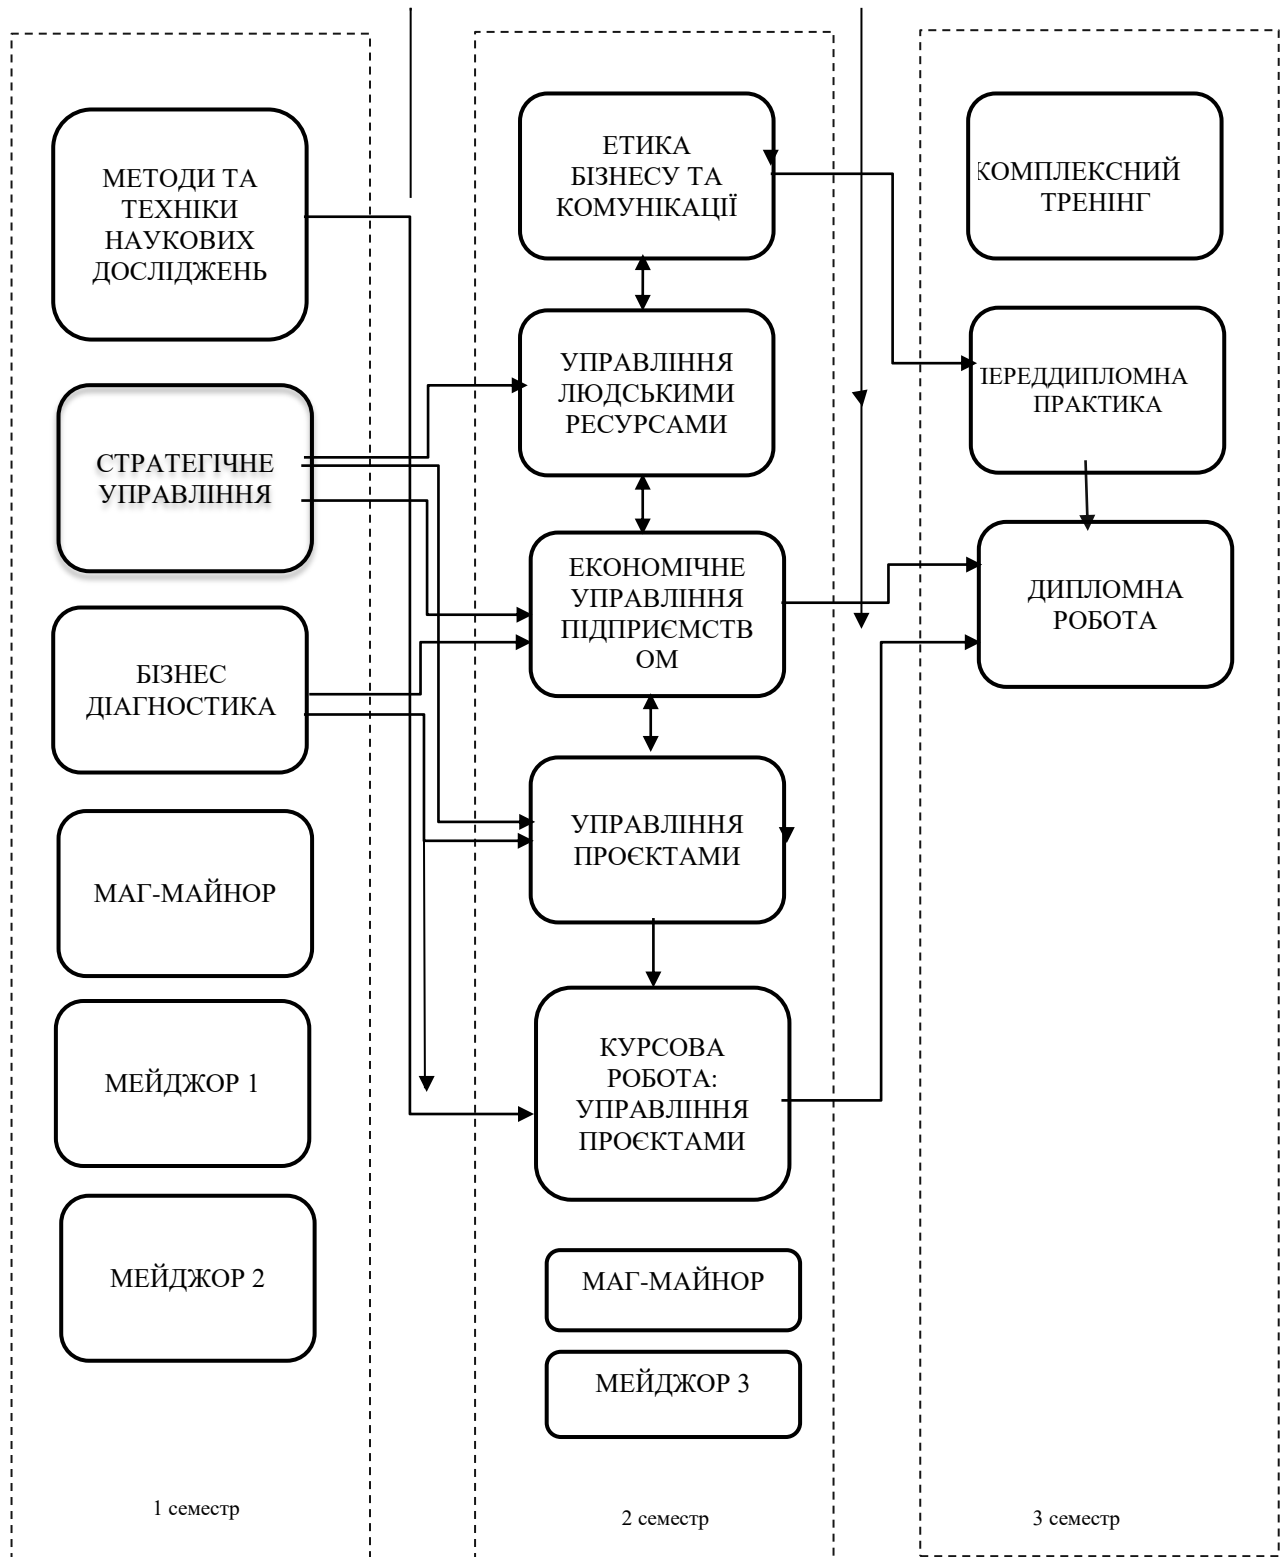 МЕТОДИ ТА
ТЕХНІКИ
НАУКОВИХ
ДОСЛІДЖЕНЬ
СТРАТЕГІЧНЕ
УПРАВЛІННЯ
БІЗНЕС
ДІАГНОСТИКА
МАГ-МАЙНОР
МЕЙДЖОР 1
МЕЙДЖОР 2
1 семестр
ЕТИКА
БІЗНЕСУ ТА
КОМУНІКАЦІЇ
УПРАВЛІННЯ
ЛЮДСЬКИМИ
РЕСУРСАМИ
ЕКОНОМІЧНЕ
УПРАВЛІННЯ
ПІДПРИЄМСТВ
ОМ
УПРАВЛІННЯ
ПРОЄКТАМИ
КУРСОВА
РОБОТА:
УПРАВЛІННЯ
ПРОЄКТАМИ
МАГ-МАЙНОР
МЕЙДЖОР 3
2 семестр
КОМПЛЕКСНИЙ
ТРЕНІНГ
ПЕРЕДДИПЛОМНА
ПРАКТИКА
ДИПЛОМНА
РОБОТА
3 семестр